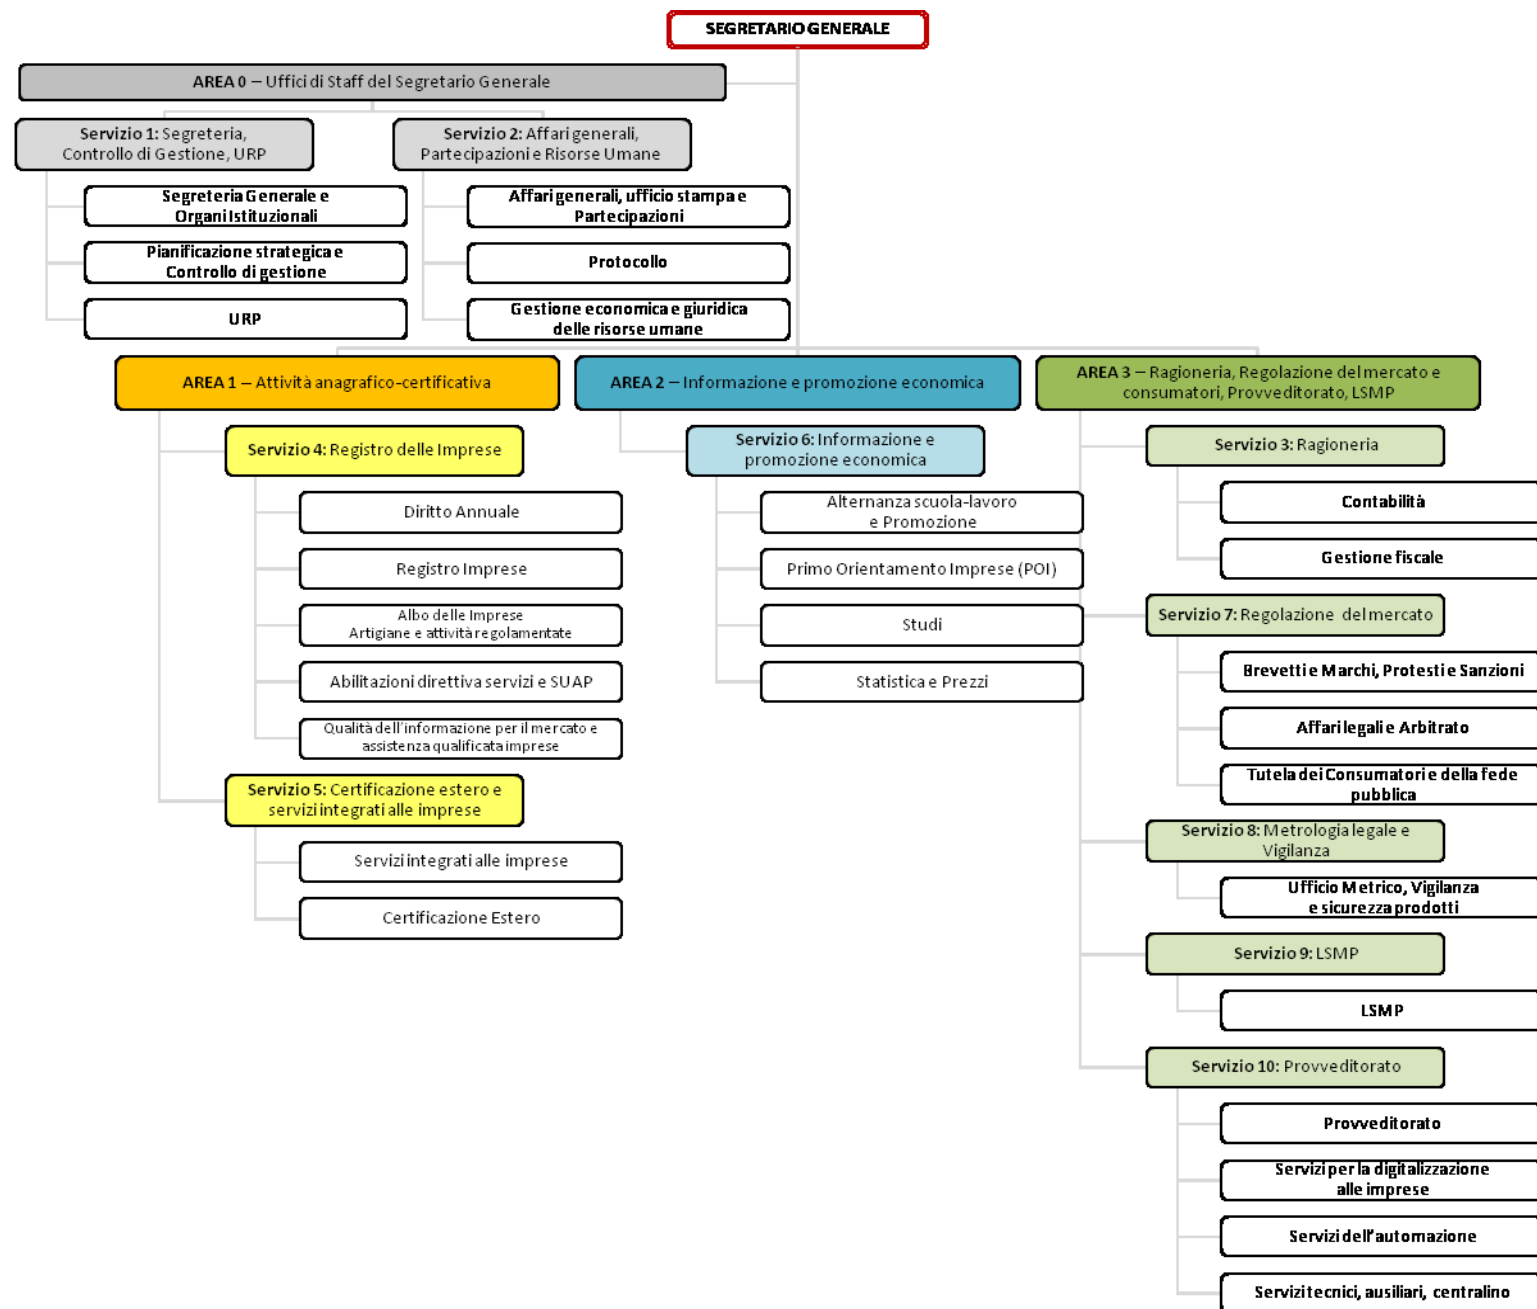 SEGRETARIO GENERALE
AREA 0 – Uffici di Staff del Segretario Generale
Servizio 1: Segreteria,
Controllo di Gestione, URP
Segreteria Generale e
Organi Istituzionali
Pianificazione strategica e
Controllo di gestione
URP
Servizio 2: Affari generali,
Partecipazioni e Risorse Umane
Affari generali, ufficio stampa e
Partecipazioni
Protocollo
Gestione economica e giuridica
delle risorse umane
AREA 1 – Attività anagrafico-certificativa
Servizio 4: Registro delle Imprese
Diritto Annuale
Registro Imprese
Albo delle Imprese
Artigiane e attività regolamentate
Abilitazioni direttiva servizi e SUAP
Qualità dell'informazione per il mercato e
assistenza qualificata imprese
Servizio 5: Certificazione estero e
servizi integrati alle imprese
Servizi integrati alle imprese
Certificazione Estero
AREA 2 – Informazione e promozione economica
Servizio 6: Informazione e
promozione economica
Alternanza scuola-lavoro
e Promozione
Primo Orientamento Imprese (POI)
Studi
Statistica e Prezzi
AREA 3 – Ragioneria, Regolazione del mercato e
consumatori, Provveditorato, LSMP
Servizio 3: Ragioneria
Contabilità
Gestione fiscale
Servizio 7: Regolazione del mercato
Brevetti e Marchi, Protesti e Sanzioni
Affari legali e Arbitrato
Tutela dei Consumatori e della fede
pubblica
Servizio 8: Metrologia legale e
Vigilanza
Ufficio Metrico, Vigilanza
e sicurezza prodotti
Servizio 9: LSMP
LSMP
Servizio 10: Provveditorato
Provveditorato
Servizi per la digitalizzazione
alle imprese
Servizi dell'automazione
Servizi tecnici, ausiliari, centralino